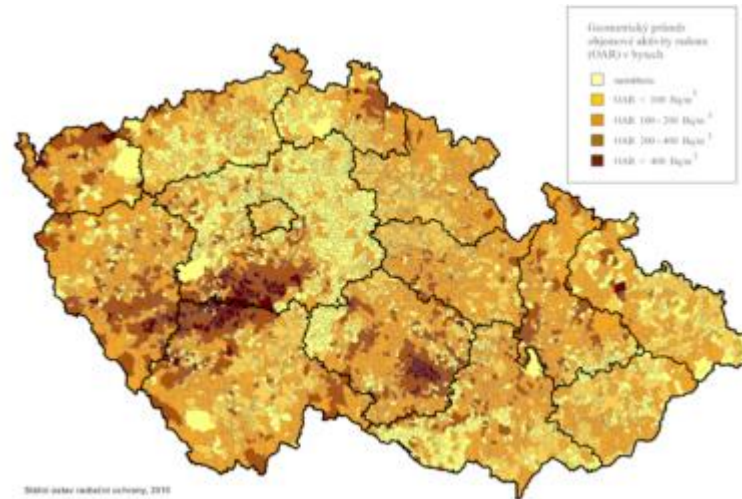 Geometrický průměr
objemové aktivity radonu
(OAR) v bytech
neměřeno
OAR < 100 Bq/m³
OAR 100 - 200 Bq/m³
OAR 200 - 400 Bq/m³
OAR > 400 Bq/m³
Státní ústav radiační ochrany, 2010